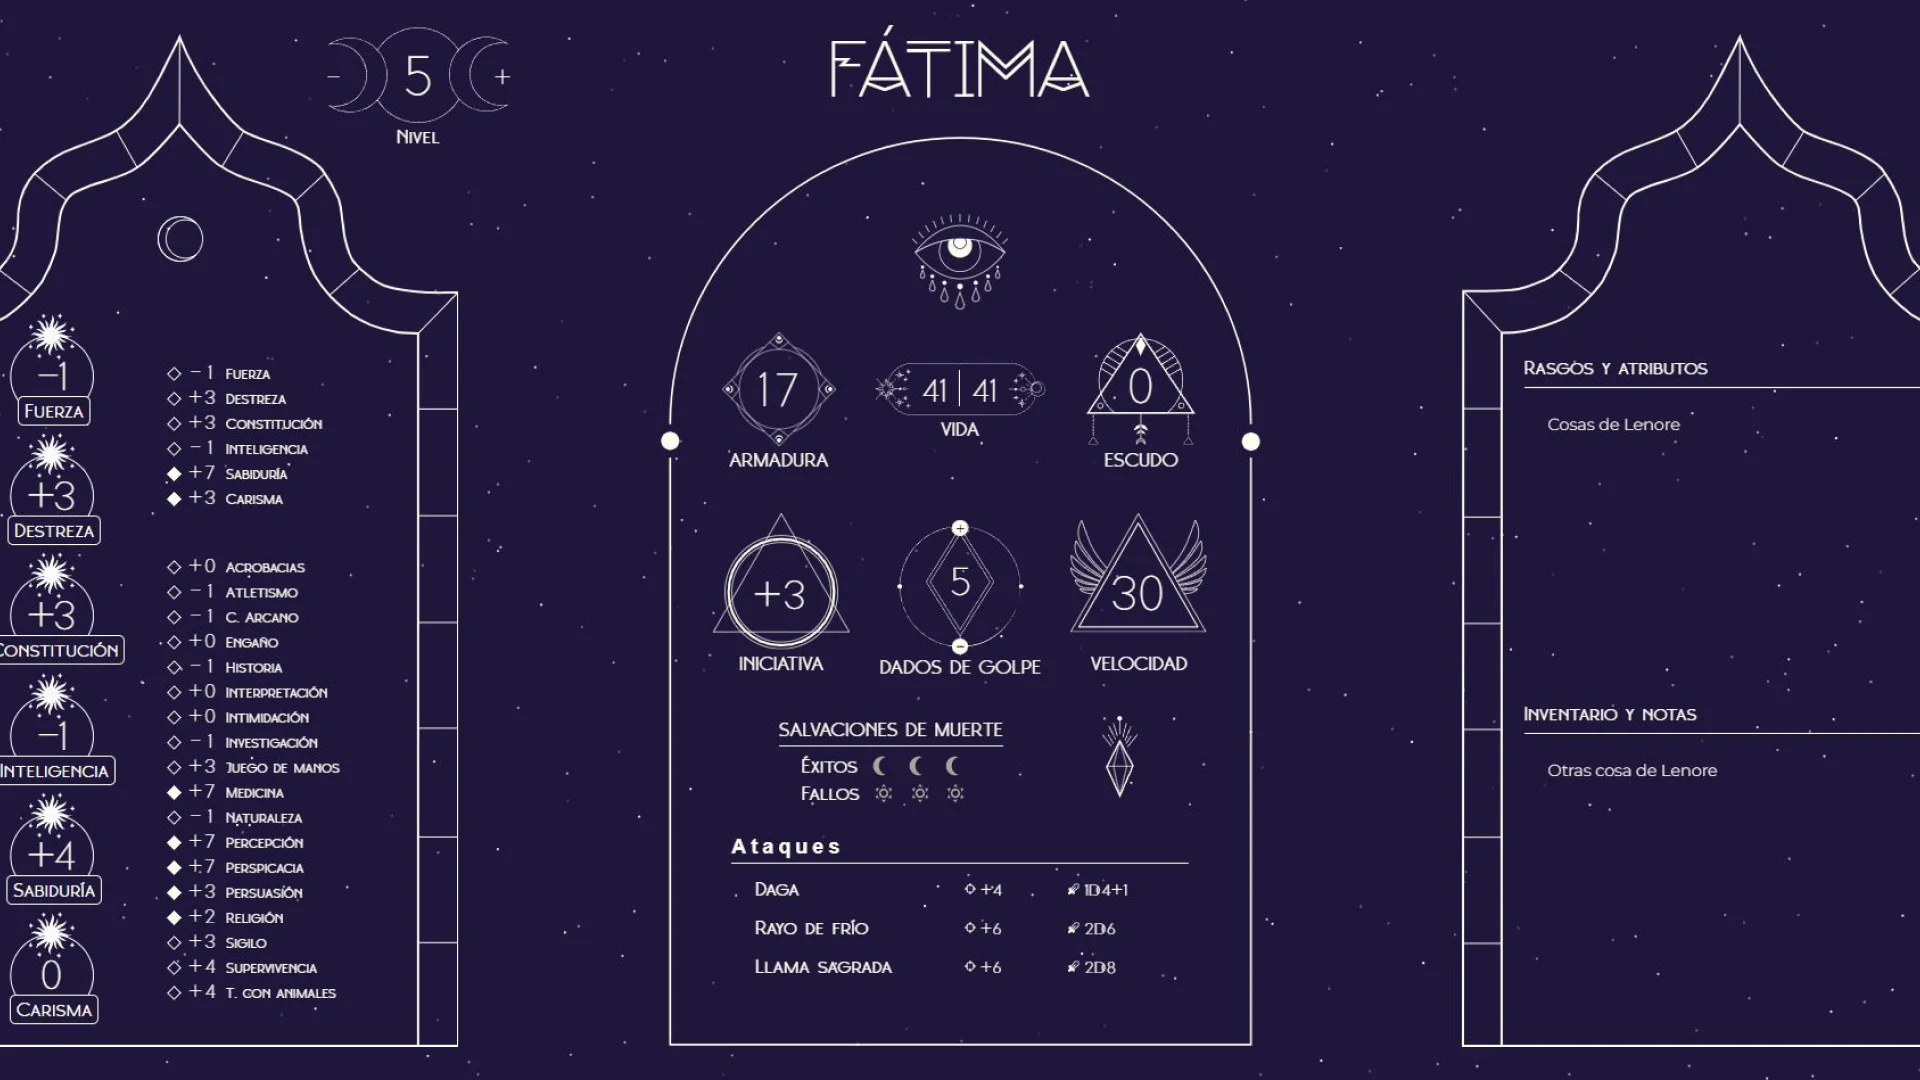 FÁTIMA
- 5 +
NIVEL
-1
FUERZA
+3
DESTREZA
+3
CONSTITUCIÓN
-1
INTELIGENCIA
+4
SABIDURÍA
0
CARISMA
-1 FUERZA
+3 DESTREZA
+3 CONSTITUCIÓN
-1 INTELIGENCIA
+7 SABIDURÍA
+3 CARISMA
+0 ACROBACIAS
-1 ATLETISMO
-1 C. ARCANO
+0 ENGAÑO
-1 HISTORIA
+0 INTERPRETACIÓN
+0 INTIMIDACIÓN
-1 INVESTIGACIÓN
+3 JUEGO DE MANOS
+7 MEDICINA
-1 NATURALEZA
+7 PERCEPCIÓN
+7 PERSPICACIA
+3 PERSUASIÓN
+2 RELIGIÓN
+3 SIGILO
+4 SUPERVIVENCIA
+4 T. CON ANIMALES
17
ARMADURA
41 | 41
VIDA
0
ESCUDO
+3
INICIATIVA
+
5
-
DADOS DE GOLPE
30
VELOCIDAD
SALVACIONES DE MUERTE
ÉXITOS
FALLOS
Ataques
DAGA +4 1D4+1
RAYO DE FRÍO +6 2D6
LLAMA SAGRADA +6 2D8
RASGOS Y ATRIBUTOS
Cosas de Lenore
INVENTARIO Y NOTAS
Otras cosa de Lenore